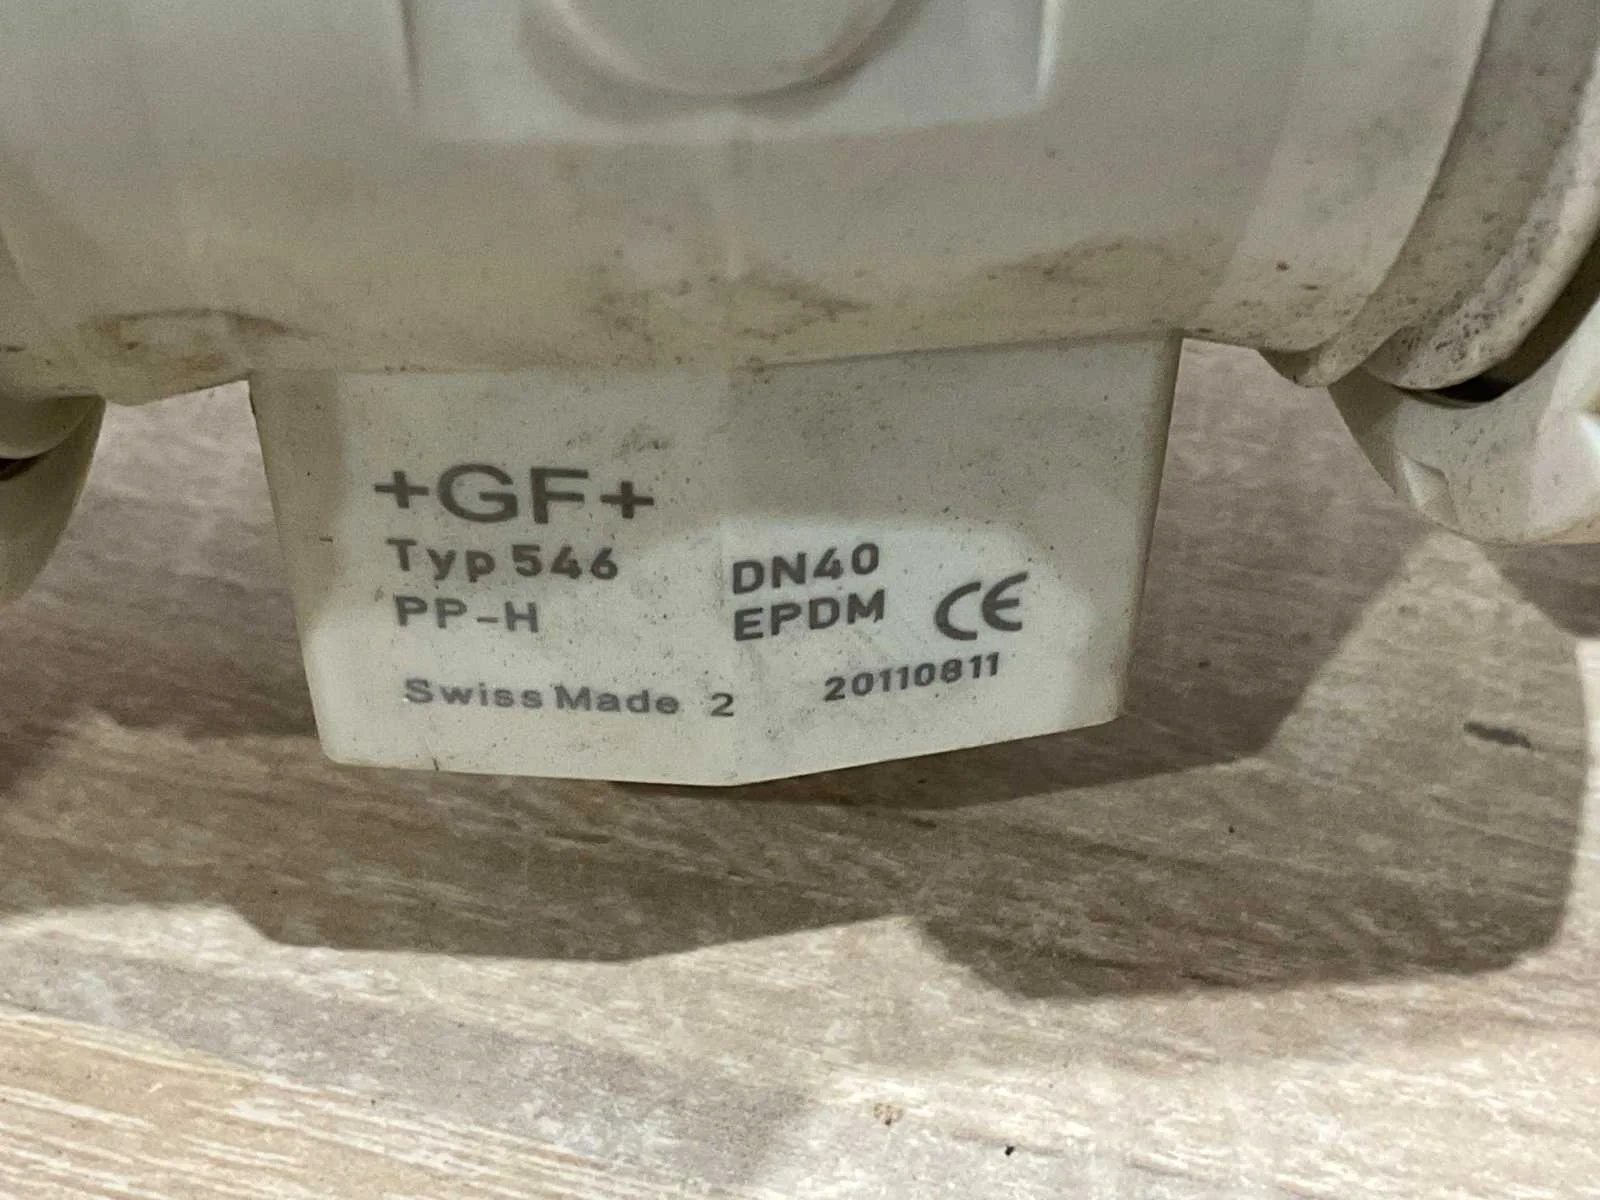 +GF+
Typ 546 DN40
PP-H EPDM CE
Swiss Made 2 20110811